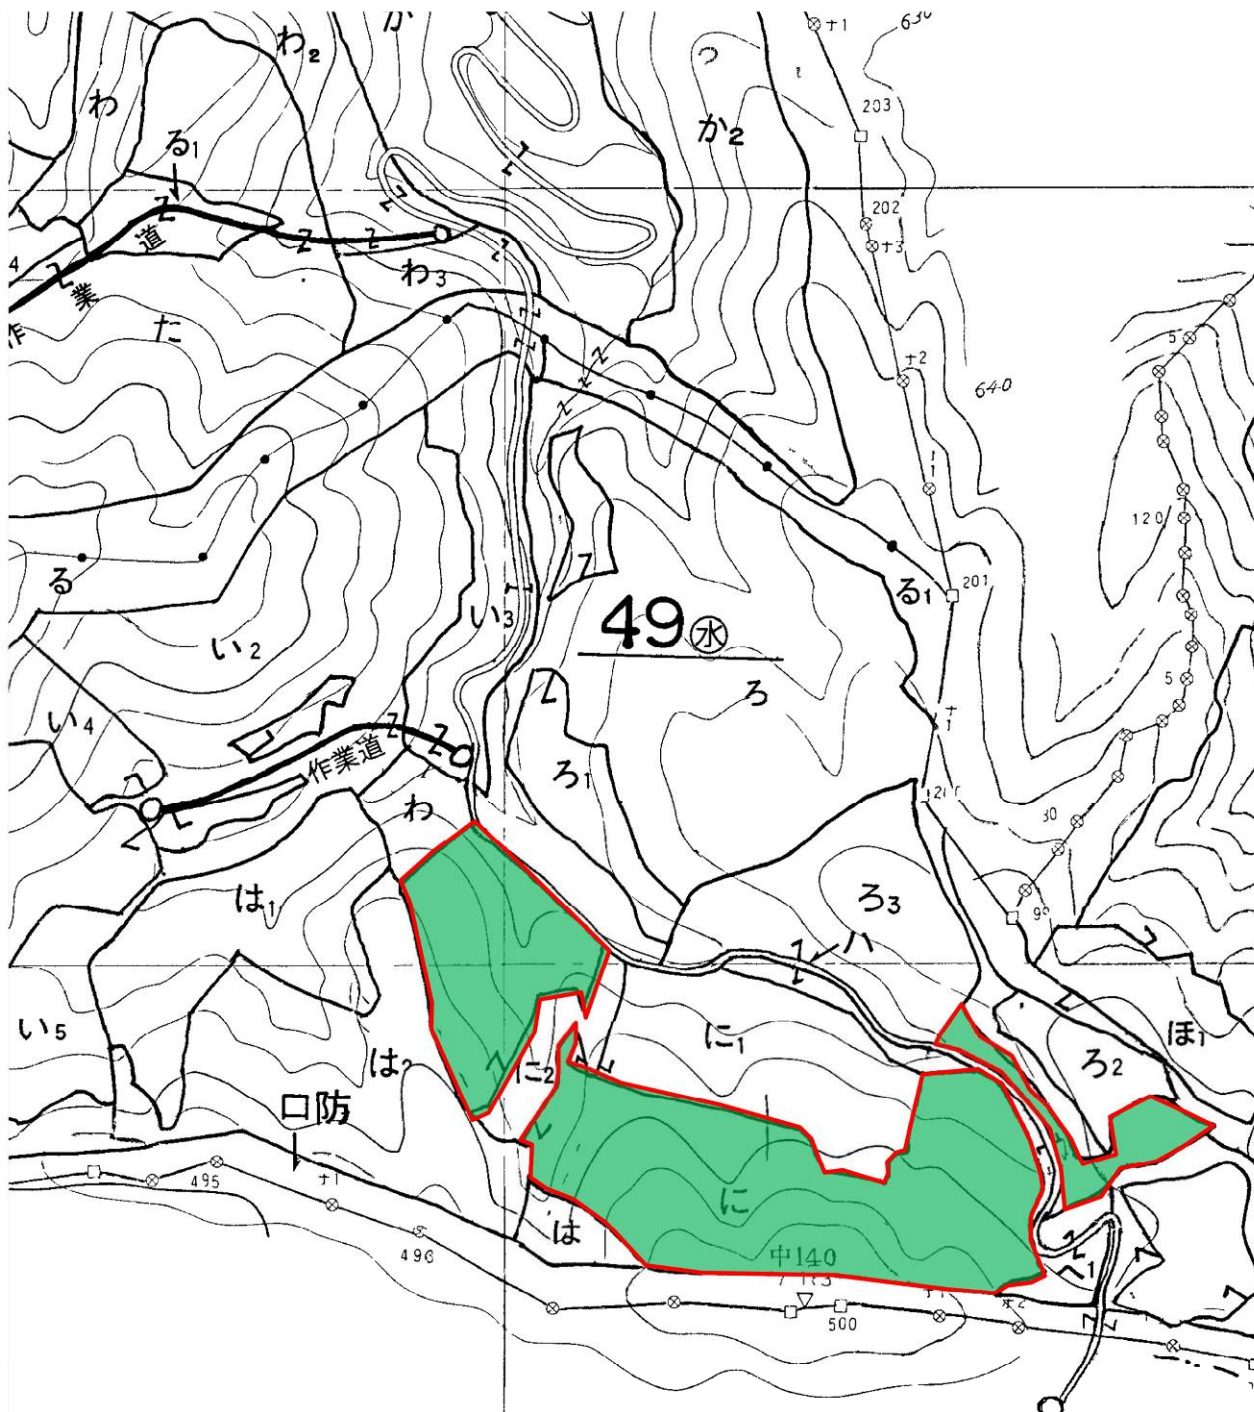 か
わ₂
+1
630
つ
203
わ
か₂
る₁
202
+3
道
わ₃
業
作
た
4
5
+2
640
120
201
る
い₃
49㊌
る₁
い₂
ろ
5
い₄
作業道
ろ₁
30
わ
ろ₃
は₁
99
ハ
い₅
に₁
ほ₁
は₂
に₂
ろ₂
ロ防
495
+1
に
は
496
中140
へ₁
500